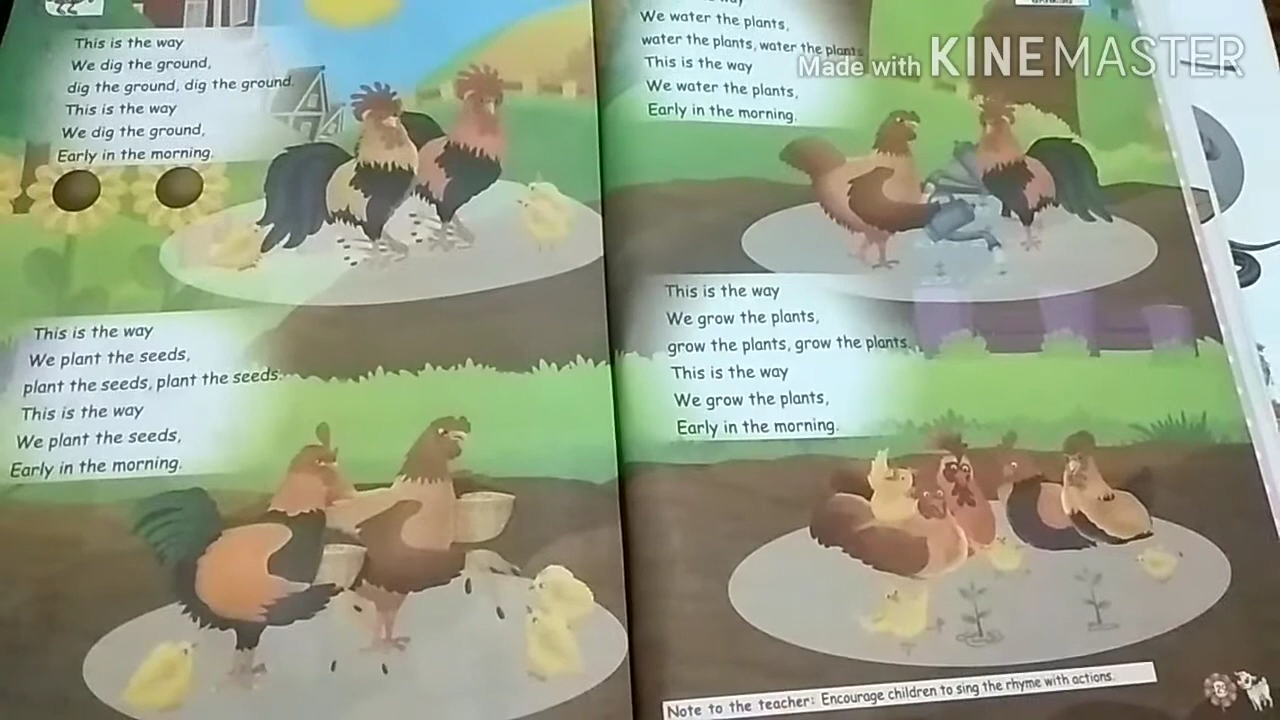 This is the way
We dig the ground,
dig the ground, dig the ground.
This is the way
We dig the ground,
Early in the morning.
This is the way
We plant the seeds,
plant the seeds, plant the seeds.
This is the way
We plant the seeds,
Early in the morning.
way
We water the plants,
water the plants, water the plants
This is the way
We water the plants,
Early in the morning.
This is the way
We grow the plants,
grow the plants, grow the plants.
This is the way
We grow the plants,
Early in the morning.
Note to the teacher: Encourage children to sing the rhyme with actions.
Made with KINEMASTER